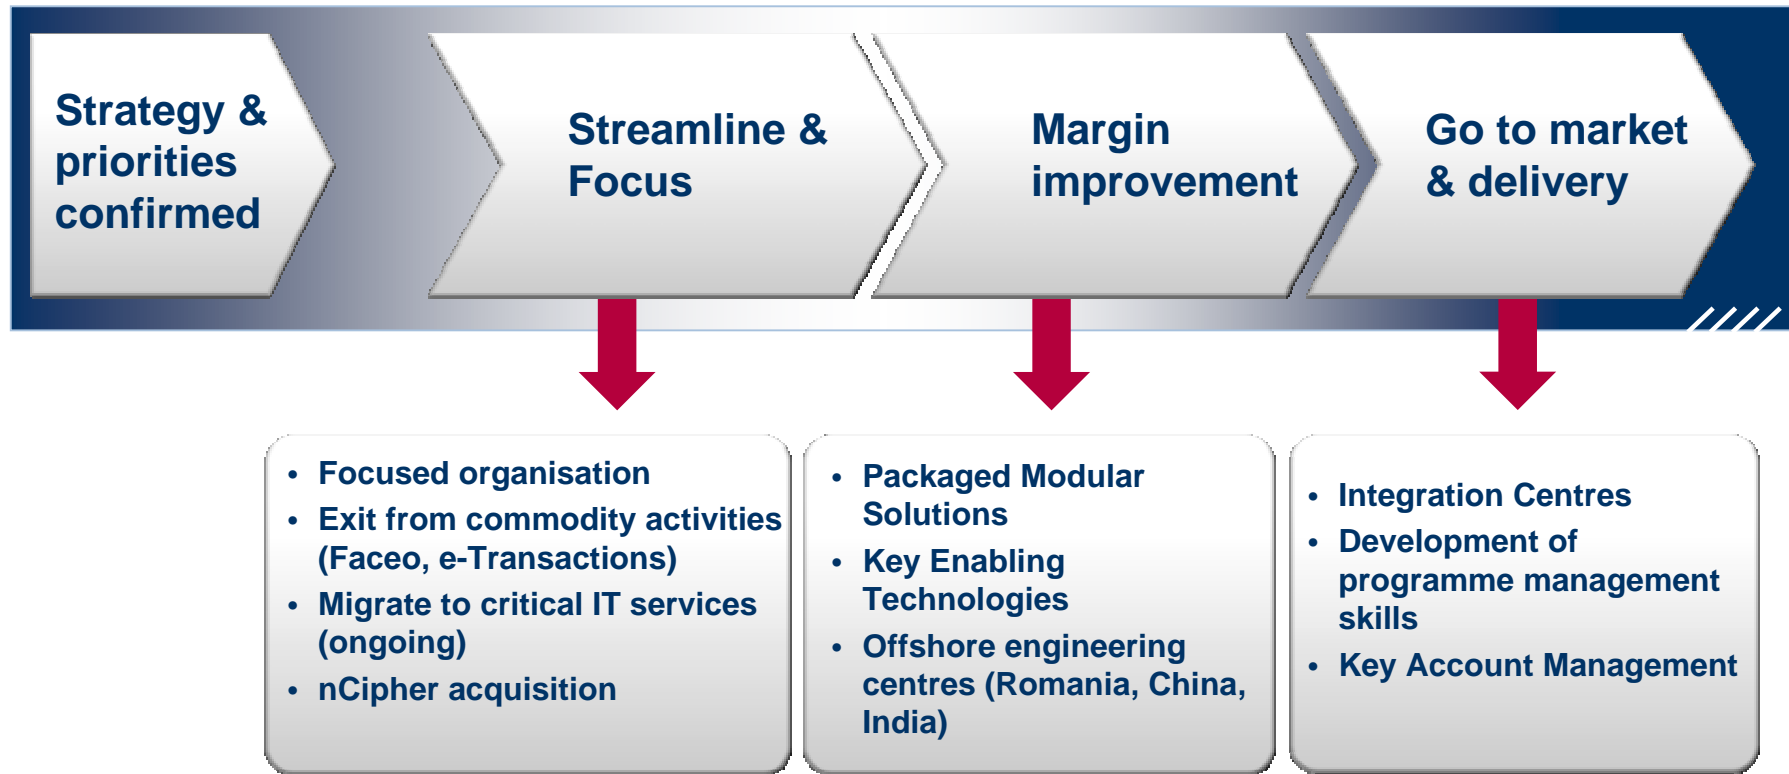 Strategy &
priorities
confirmed
Streamline &
Focus
Margin
improvement
Go to market
& delivery
• Focused organisation
• Exit from commodity activities
(Faceo, e-Transactions)
• Migrate to critical IT services
(ongoing)
• nCipher acquisition
• Packaged Modular
Solutions
• Key Enabling
Technologies
• Offshore engineering
centres (Romania, China,
India)
• Integration Centres
• Development of
programme management
skills
• Key Account Management